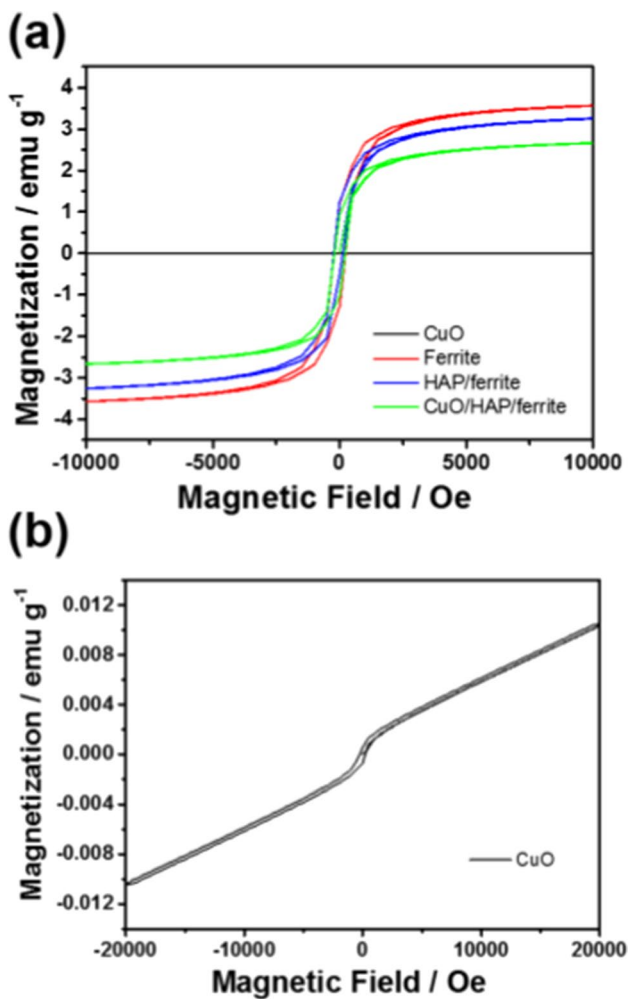 (a)
Magnetization / emu g-1
4
3
2
1
0
-1
-2
-3
-4
CuO
Ferrite
HAP/ferrite
CuO/HAP/ferrite
-10000 -5000 0 5000 10000
Magnetic Field / Oe
(b)
Magnetization / emu g-1
0.012
0.008
0.004
0.000
-0.004
-0.008
-0.012
CuO
-20000 -10000 0 10000 20000
Magnetic Field / Oe